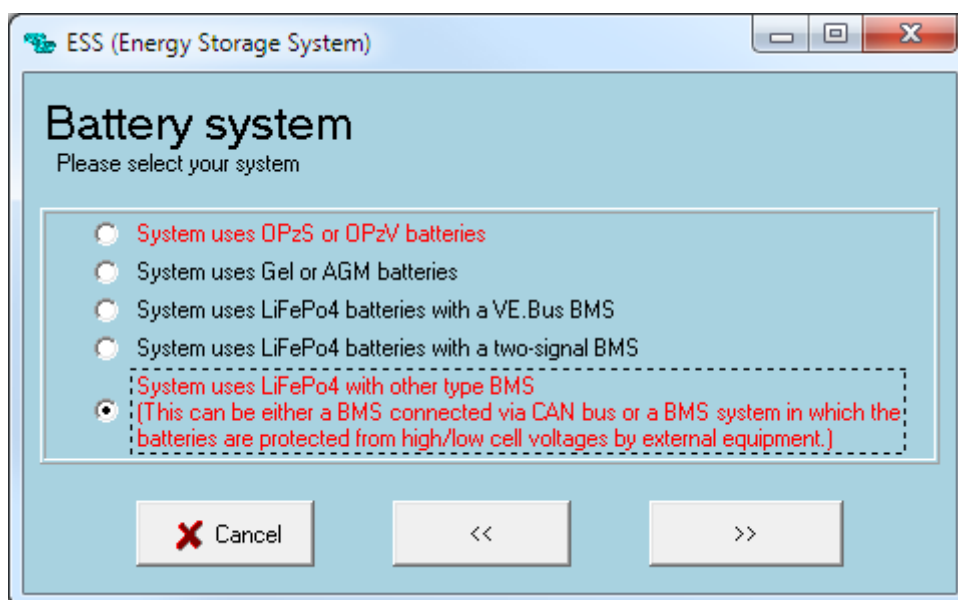 ESS (Energy Storage System)
Battery system
Please select your system
System uses OPzS or OPzV batteries
System uses Gel or AGM batteries
System uses LiFePo4 batteries with a VE.Bus BMS
System uses LiFePo4 batteries with a two-signal BMS
System uses LiFePo4 with other type BMS
(This can be either a BMS connected via CAN bus or a BMS system in which the
batteries are protected from high/low cell voltages by external equipment.)
Cancel
<<
>>